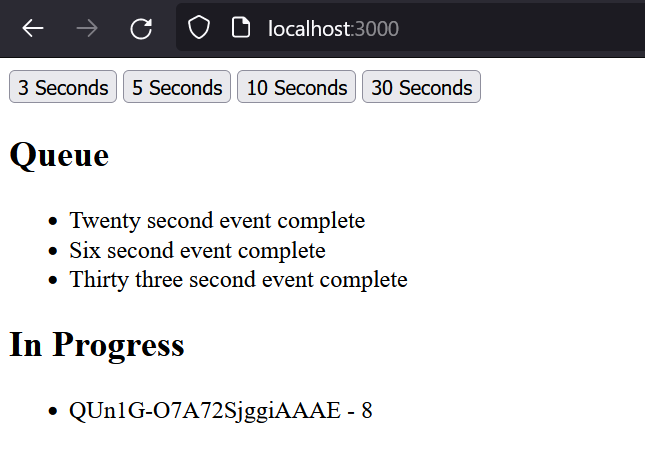 localhost:3000
3 Seconds 5 Seconds 10 Seconds 30 Seconds
Queue
Twenty second event complete
Six second event complete
Thirty three second event complete
In Progress
QUn1G-O7A72SjggiAAAE - 8